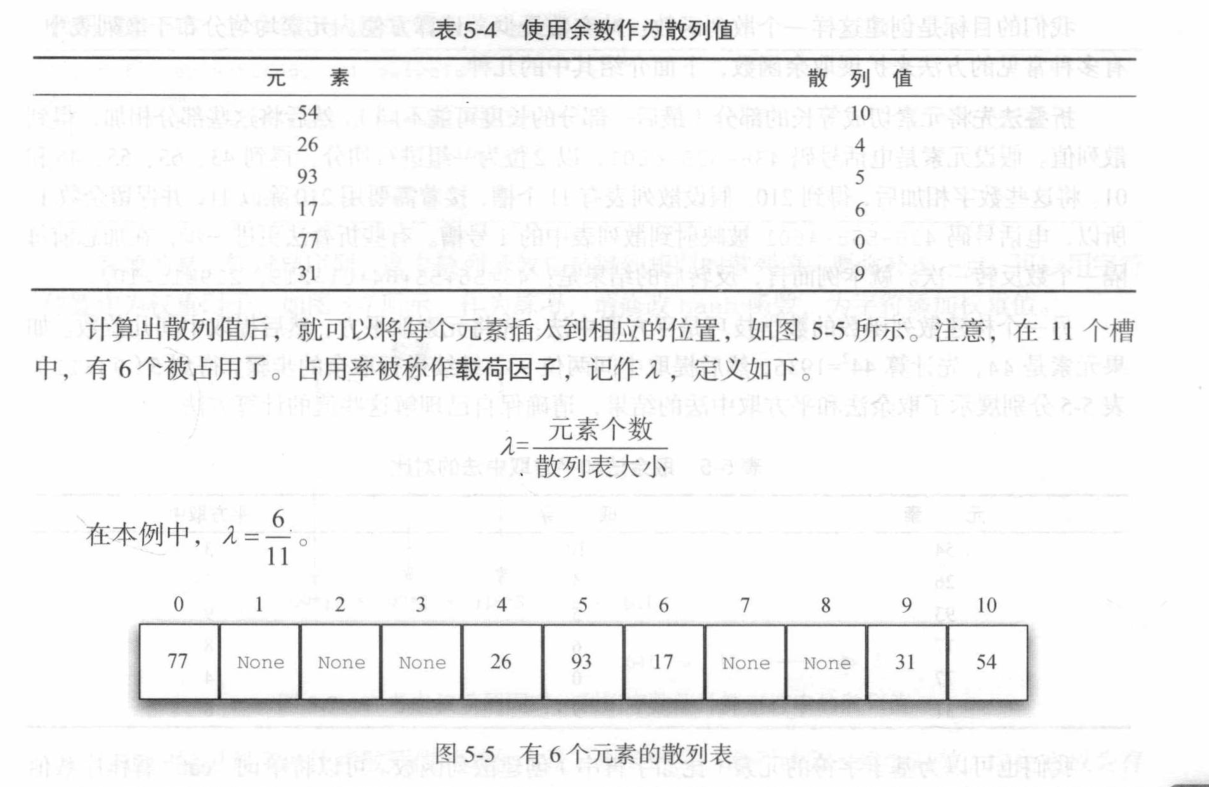 表 5-4 使用余数作为散列值
元 素 散 列 值
54 10
26 4
93 5
17 6
77 0
31 9
计算出散列值后，就可以将每个元素插入到相应的位置，如图 5-5 所示。注意，在 11 个槽
中，有 6 个被占用了。占用率被称作载荷因子，记作 λ，定义如下。
λ=元素个数/散列表大小
在本例中，λ=6/11。
0 1 2 3 4 5 6 7 8 9 10
77 None None None 26 93 17 None None 31 54
图 5-5 有 6 个元素的散列表